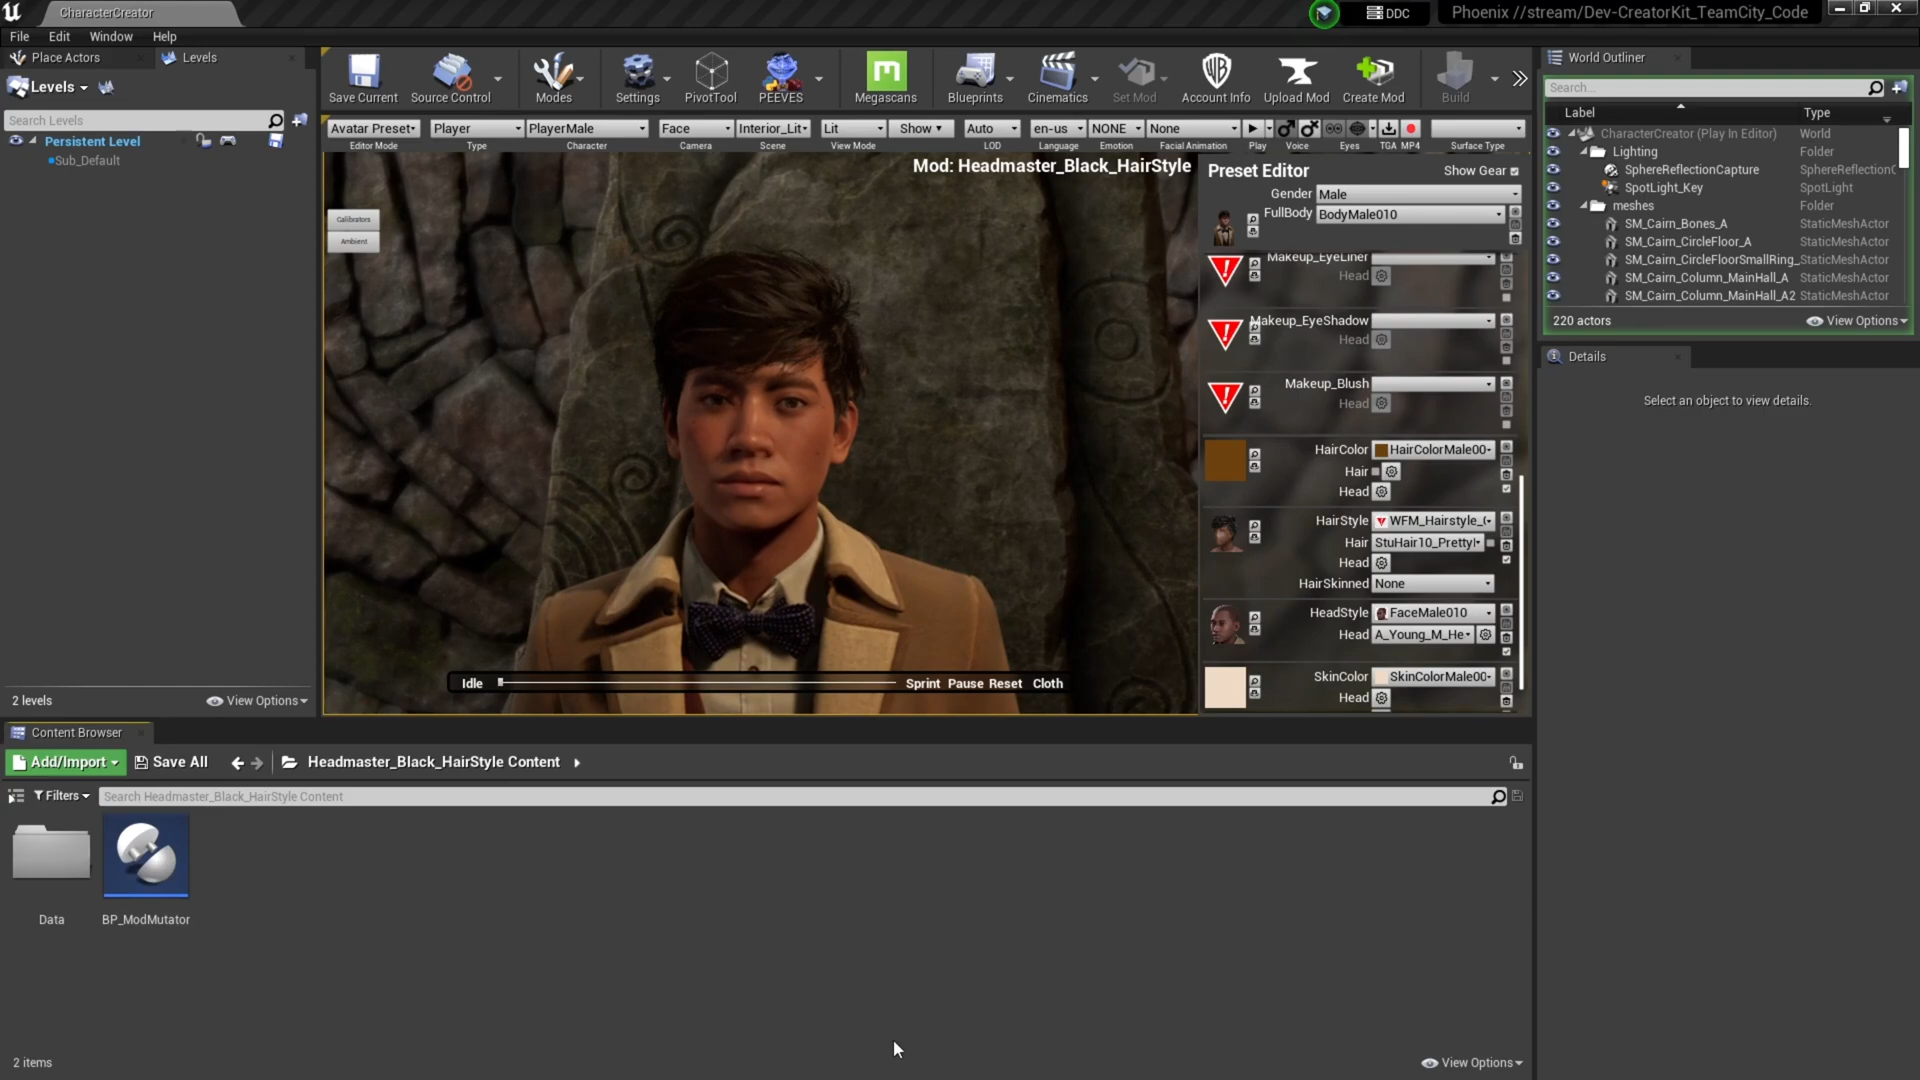 CharacterCreator
DDC
Phoenix //stream/Dev-CreatorKit_TeamCity_Code
File Edit Window Help
Place Actors
Levels
Levels
Search Levels
Persistent Level
Sub_Default
2 levels
View Options
Save Current
Source Control
Modes
Settings
PivotTool
PEEVES
Megascans
Blueprints
Cinematics
Set Mod
Account Info
Upload Mod
Create Mod
Build
Avatar Preset
Player
PlayerMale
Face
Interior_Lit
Lit
Show
Auto
en-us
NONE
None
Editor Mode
Type
Character
Camera
Scene
View Mode
LOD
Language
Emotion
Facial Animation
Play
Voice
Eyes
TGA MP4
Surface Type
Mod: Headmaster_Black_HairStyle
Calibrators
Ambient
Idle
Sprint Pause Reset Cloth
Preset Editor
Show Gear
Gender Male
FullBody BodyMale010
Makeup_EyeLiner
Head
Makeup_EyeShadow
Head
Makeup_Blush
Head
HairColor HairColorMale00
Hair
Head
HairStyle WFM_Hairstyle_(
Hair StuHair10_Prettyl
Head
HairSkinned None
HeadStyle FaceMale010
Head A_Young_M_He
SkinColor SkinColorMale00
Head
World Outliner
Search...
Label Type
CharacterCreator (Play In Editor) World
Lighting Folder
SphereReflectionCapture SphereReflectionC
SpotLight_Key SpotLight
meshes Folder
SM_Cairn_Bones_A StaticMeshActor
SM_Cairn_CircleFloor_A StaticMeshActor
SM_Cairn_CircleFloorSmallRing_ StaticMeshActor
SM_Cairn_Column_MainHall_A StaticMeshActor
SM_Cairn_Column_MainHall_A2 StaticMeshActor
220 actors
View Options
Details
Select an object to view details.
Content Browser
Add/Import Save All Headmaster_Black_HairStyle Content
Filters Search Headmaster_Black_HairStyle Content
Data
BP_ModMutator
2 items
View Options